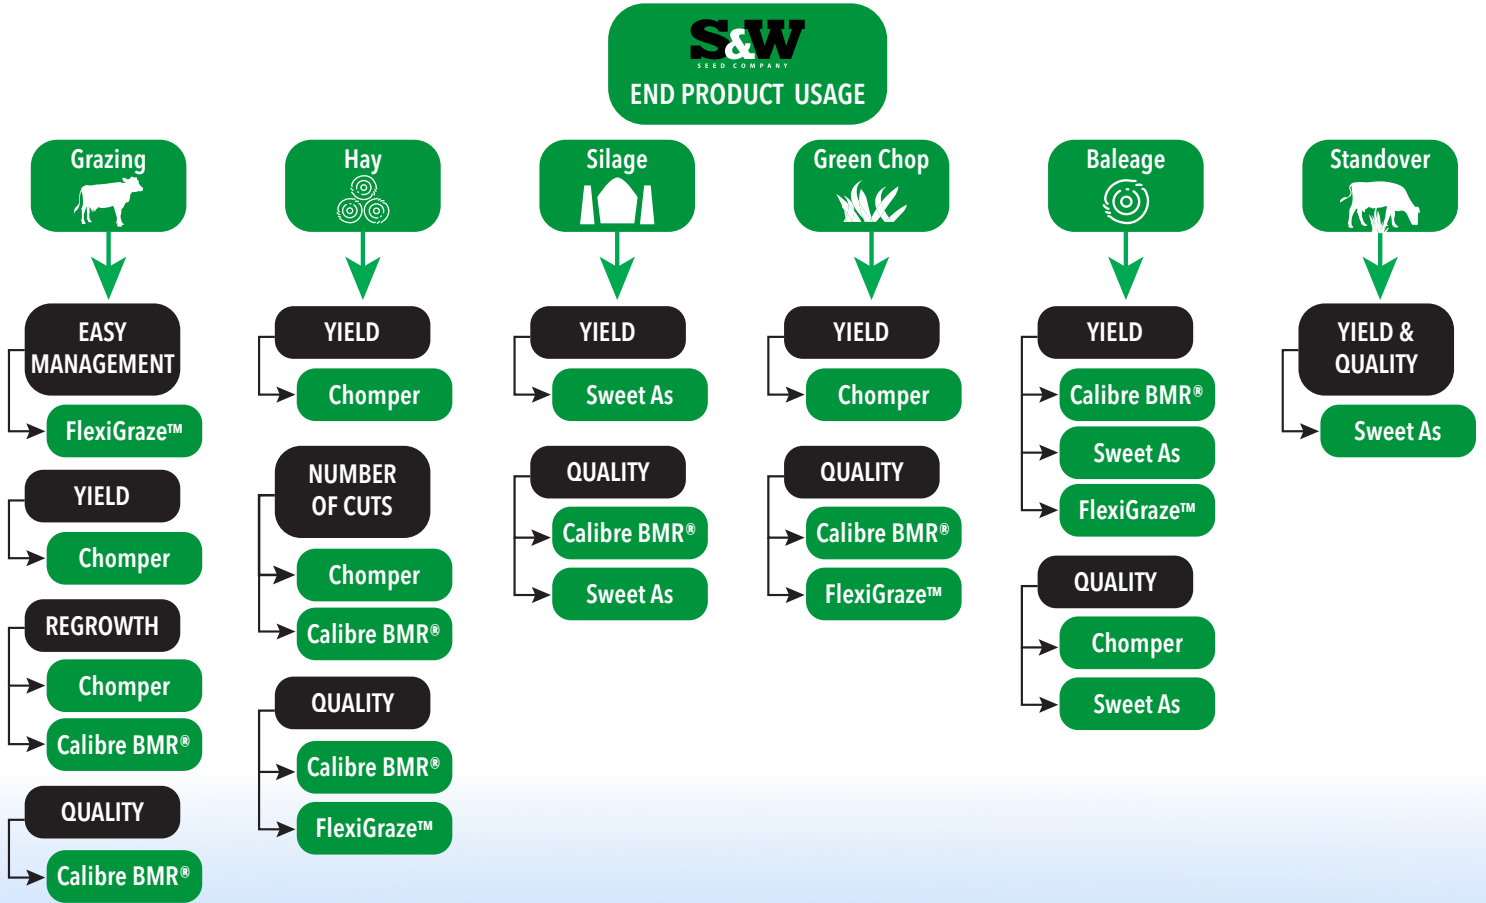 S&W
SEED COMPANY
END PRODUCT USAGE
Grazing
EASY
MANAGEMENT
FlexiGraze™
YIELD
Chomper
REGROWTH
Chomper
Calibre BMR®
QUALITY
Calibre BMR®
Hay
YIELD
Chomper
NUMBER
OF CUTS
Chomper
Calibre BMR®
QUALITY
Calibre BMR®
FlexiGraze™
Silage
YIELD
Sweet As
QUALITY
Calibre BMR®
Sweet As
Green Chop
YIELD
Chomper
QUALITY
Calibre BMR®
FlexiGraze™
Baleage
YIELD
Calibre BMR®
Sweet As
FlexiGraze™
QUALITY
Chomper
Sweet As
Standover
YIELD &
QUALITY
Sweet As